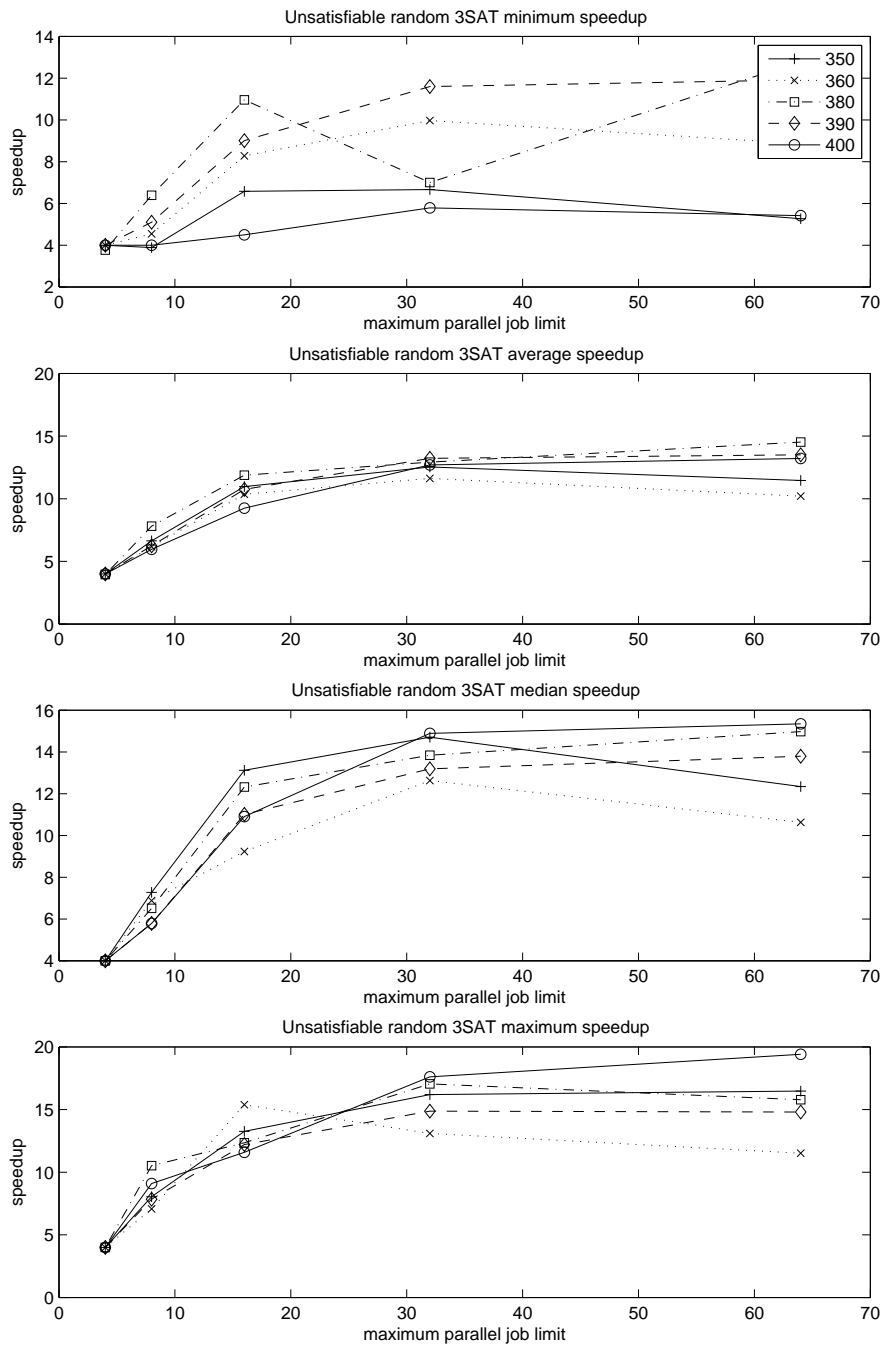 Unsatisfiable random 3SAT minimum speedup
14
12
10
8
6
4
2
speedup
0 10 20 30 40 50 60 70
maximum parallel job limit
350
360
380
390
400
Unsatisfiable random 3SAT average speedup
20
15
10
5
0
speedup
0 10 20 30 40 50 60 70
maximum parallel job limit
Unsatisfiable random 3SAT median speedup
16
14
12
10
8
6
4
speedup
0 10 20 30 40 50 60 70
maximum parallel job limit
Unsatisfiable random 3SAT maximum speedup
20
15
10
5
0
speedup
0 10 20 30 40 50 60 70
maximum parallel job limit